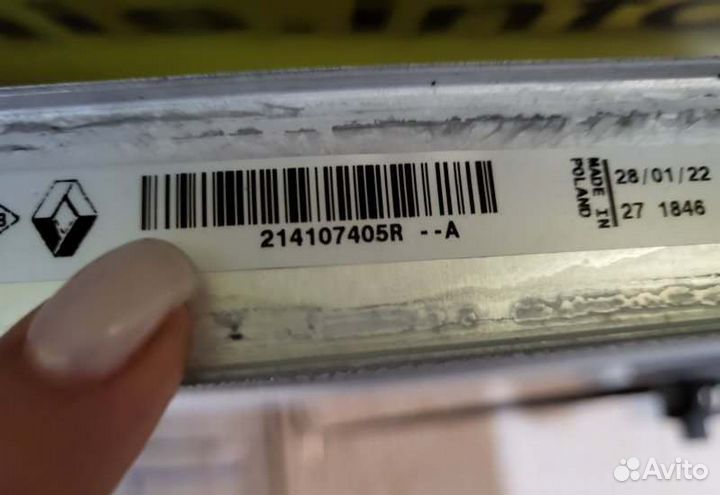 214107405R --A
MADE IN
POLAND
28/01/22
27 1846
Avito